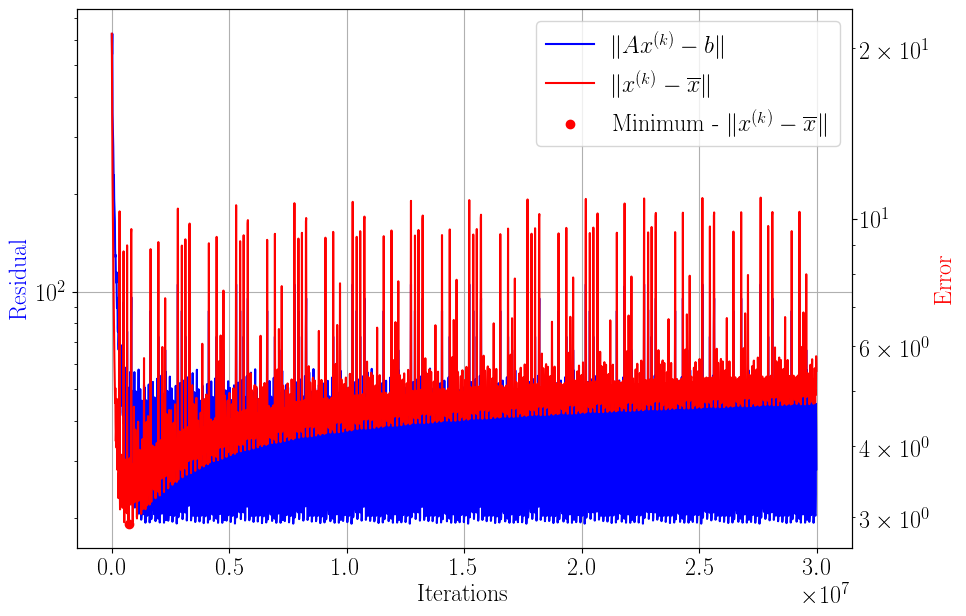 ‖Ax^{(k)} − b‖
‖x^{(k)} − x̅‖
Minimum - ‖x^{(k)} − x̅‖
Residual
10^2
2 × 10^1
10^1
6 × 10^0
4 × 10^0
3 × 10^0
Error
0.0 0.5 1.0 1.5 2.0 2.5 3.0
Iterations
×10^7